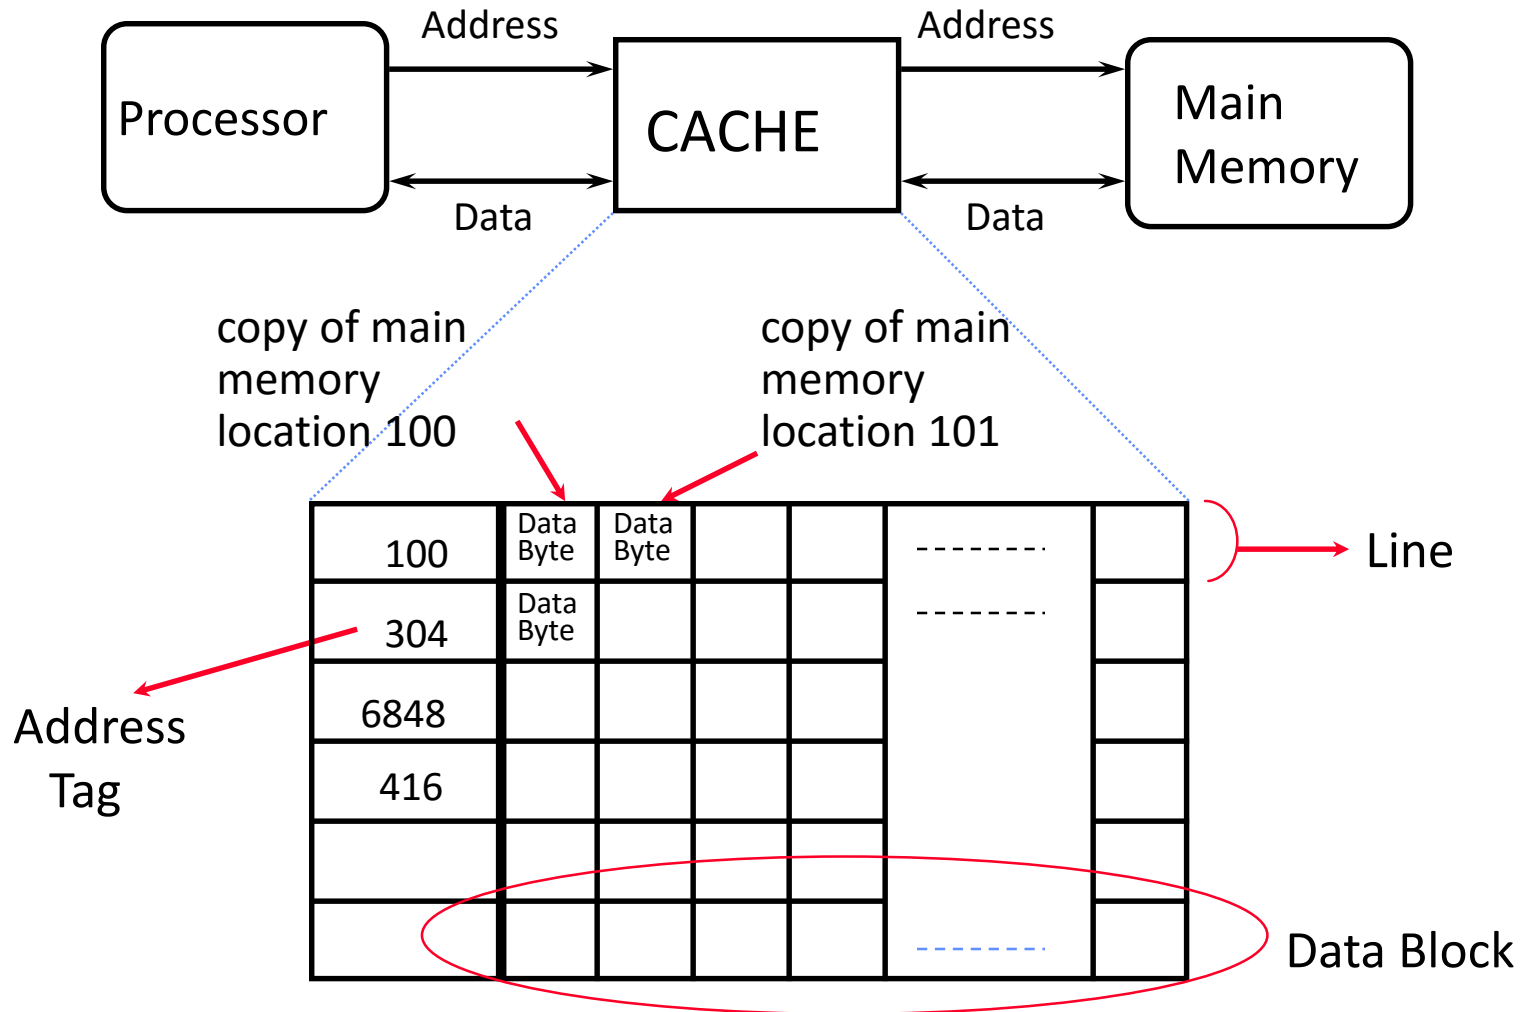 Address
Address
Processor
CACHE
Main
Memory
Data
Data
copy of main
memory
location 100
copy of main
memory
location 101
100
Data
Byte
Data
Byte
Line
304
Data
Byte
6848
Address
Tag
416
Data Block